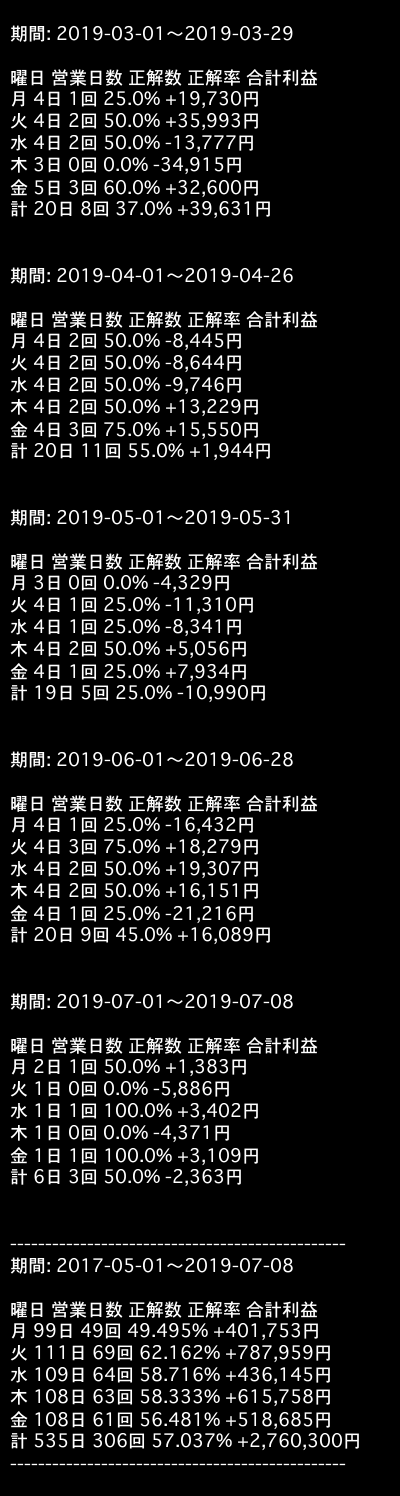 期間: 2019-03-01〜2019-03-29
曜日 営業日数 正解数 正解率 合計利益
月 4日 1回 25.0% +19,730円
火 4日 2回 50.0% +35,993円
水 4日 2回 50.0% -13,777円
木 3日 0回 0.0% -34,915円
金 5日 3回 60.0% +32,600円
計 20日 8回 37.0% +39,631円
期間: 2019-04-01〜2019-04-26
曜日 営業日数 正解数 正解率 合計利益
月 4日 2回 50.0% -8,445円
火 4日 2回 50.0% -8,644円
水 4日 2回 50.0% -9,746円
木 4日 2回 50.0% +13,229円
金 4日 3回 75.0% +15,550円
計 20日 11回 55.0% +1,944円
期間: 2019-05-01〜2019-05-31
曜日 営業日数 正解数 正解率 合計利益
月 3日 0回 0.0% -4,329円
火 4日 1回 25.0% -11,310円
水 4日 1回 25.0% -8,341円
木 4日 2回 50.0% +5,056円
金 4日 1回 25.0% +7,934円
計 19日 5回 25.0% -10,990円
期間: 2019-06-01〜2019-06-28
曜日 営業日数 正解数 正解率 合計利益
月 4日 1回 25.0% -16,432円
火 4日 3回 75.0% +18,279円
水 4日 2回 50.0% +19,307円
木 4日 2回 50.0% +16,151円
金 4日 1回 25.0% -21,216円
計 20日 9回 45.0% +16,089円
期間: 2019-07-01〜2019-07-08
曜日 営業日数 正解数 正解率 合計利益
月 2日 1回 50.0% +1,383円
火 1日 0回 0.0% -5,886円
水 1日 1回 100.0% +3,402円
木 1日 0回 0.0% -4,371円
金 1日 1回 100.0% +3,109円
計 6日 3回 50.0% -2,363円
------------------------------------------------
期間: 2017-05-01〜2019-07-08
曜日 営業日数 正解数 正解率 合計利益
月 99日 49回 49.495% +401,753円
火 111日 69回 62.162% +787,959円
水 109日 64回 58.716% +436,145円
木 108日 63回 58.333% +615,758円
金 108日 61回 56.481% +518,685円
計 535日 306回 57.037% +2,760,300円
------------------------------------------------